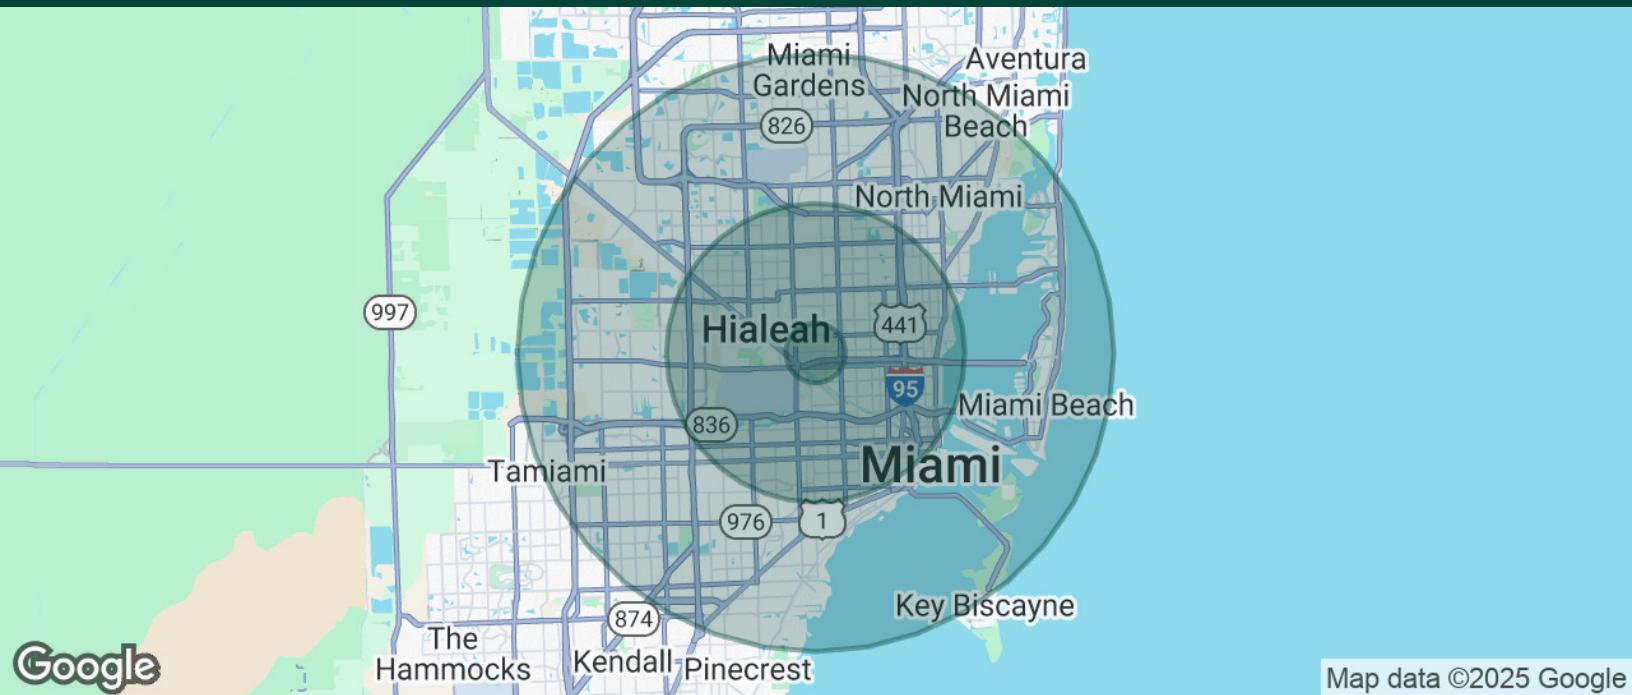 Miami
Gardens
Aventura
North Miami
Beach
826
North Miami
997
Hialeah
441
95
Miami Beach
836
Miami
Tamiami
976
1
Key Biscayne
874
The
Hammocks
Kendall
Pinecrest
Google
Map data ©2025 Google